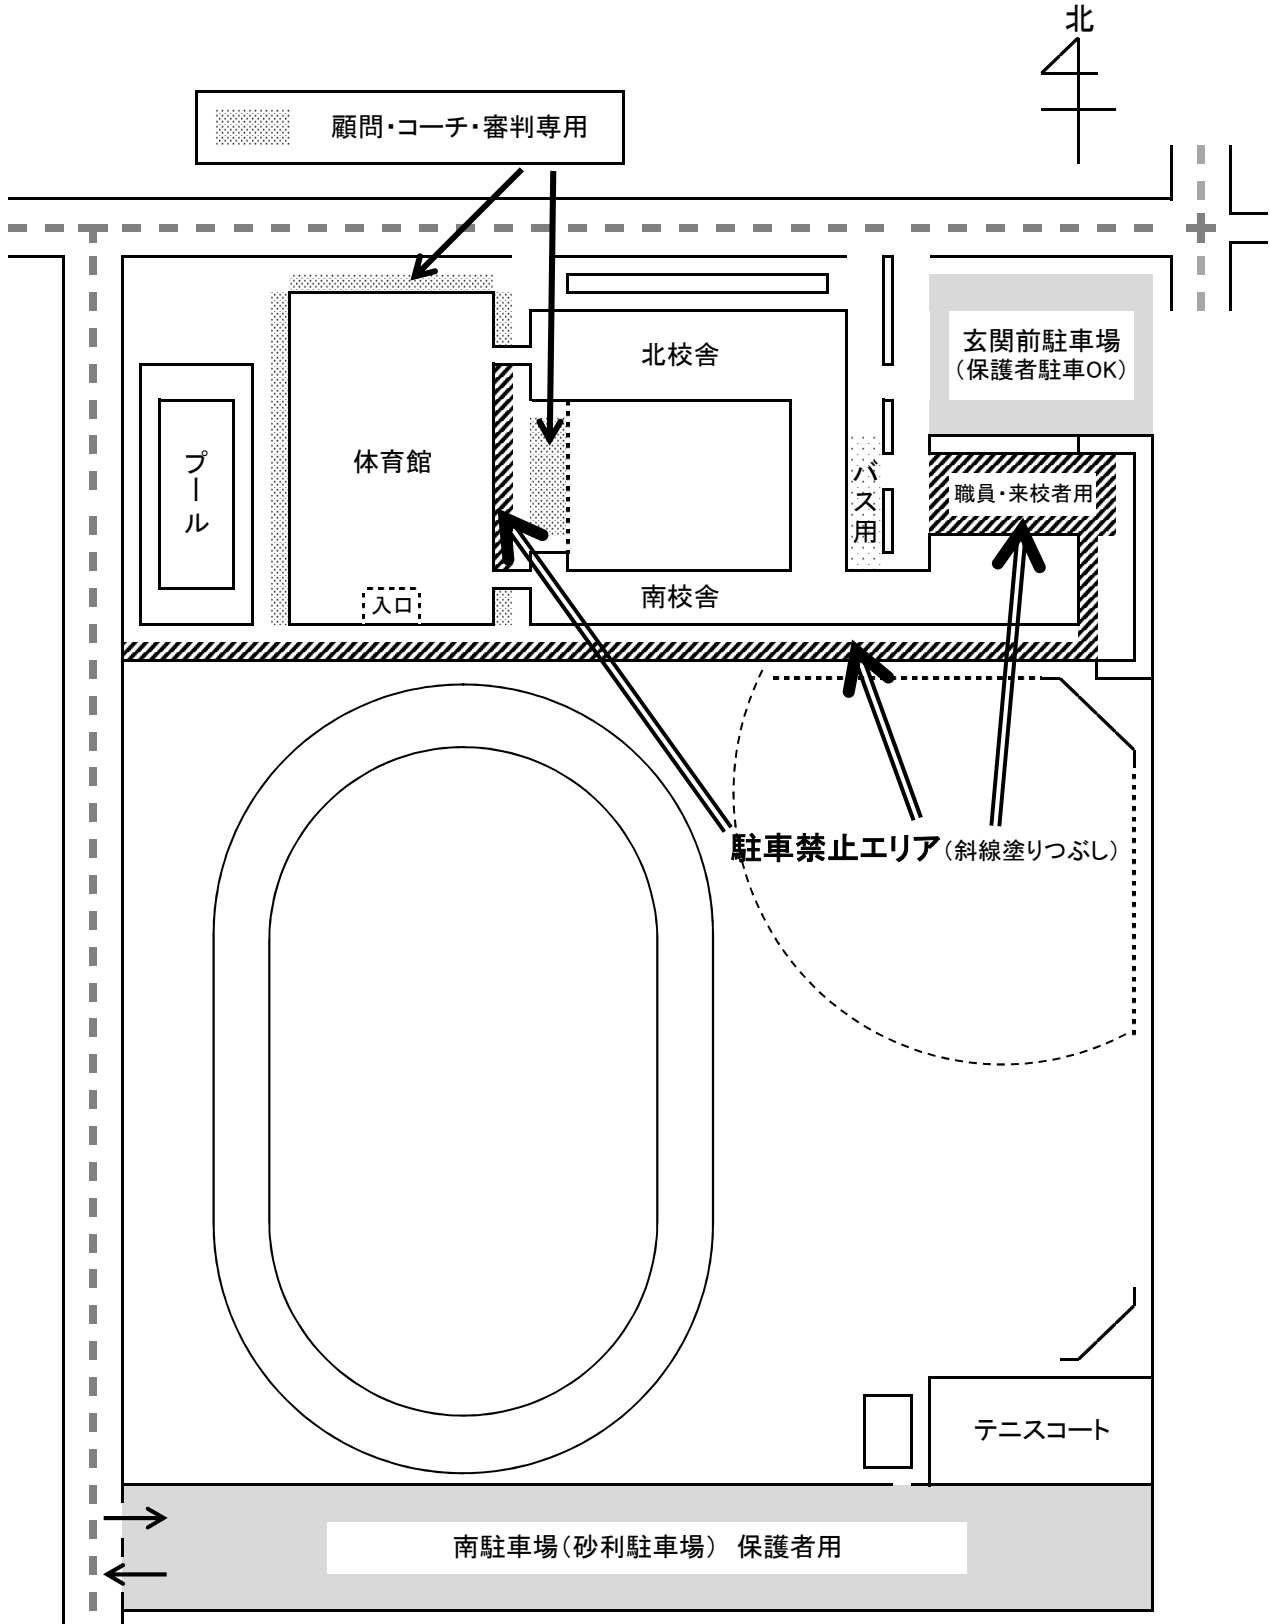 北
顧問・コーチ・審判専用
北校舎
玄関前駐車場
（保護者駐車OK）
体育館
プール
バス用
職員・来校者用
入口
南校舎
駐車禁止エリア（斜線塗りつぶし）
テニスコート
南駐車場（砂利駐車場）　保護者用